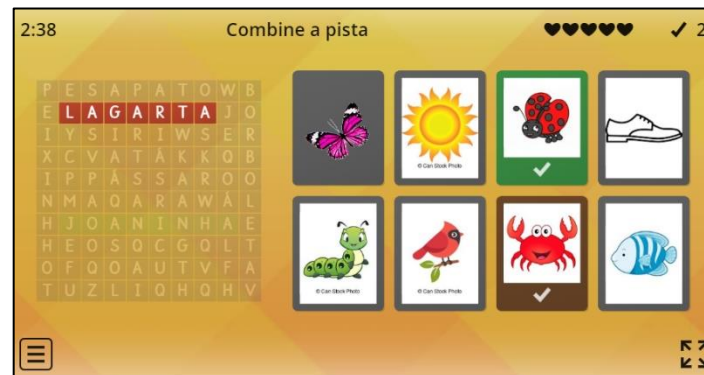 2:38
Combine a pista
2
P E S A P A T O W B
E L A G A R T A J O
I Y S I R I W S E R
P P Á S S A R O O
N M A Q A R A W Á L
H J O A N I N H A E
H E O S Q C G Q L T
O F Q O A U T V F A
T U Z L I Q H Q H V
© Can Stock Photo
© Can Stock Photo
© Can Stock Photo